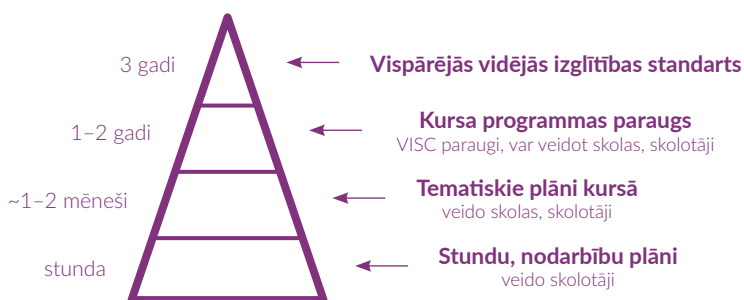 3 gadi
Vispārējās vidējās izglītības standarts
1–2 gadi
Kursa programmas paraugs
VISC paraugi, var veidot skolas, skolotāji
~1–2 mēneši
Tematiskie plāni kursā
veido skolas, skolotāji
stunda
Stundu, nodarbību plāni
veido skolotāji